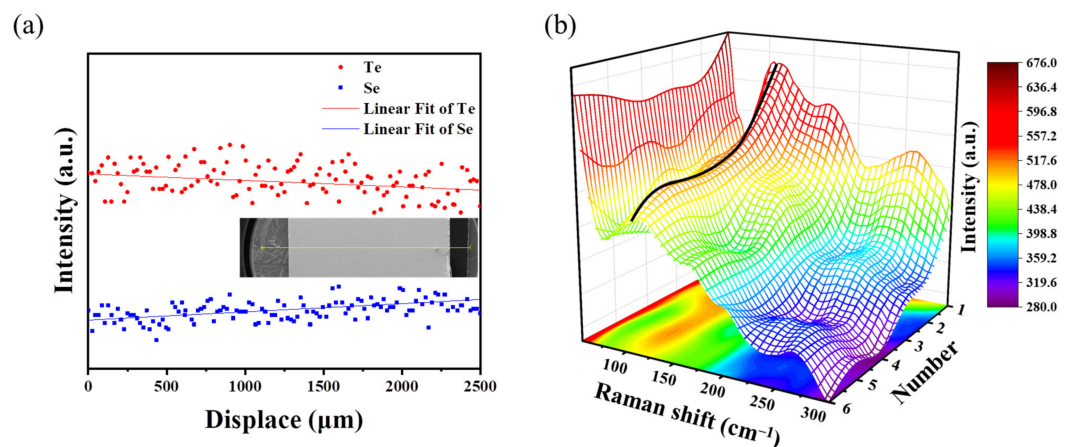 (a)
Te
Se
Linear Fit of Te
Linear Fit of Se
Intensity (a.u.)
0 500 1000 1500 2000 2500
Displace (μm)
(b)
676.0
636.4
596.8
557.2
517.6
478.0
438.4
398.8
359.2
319.6
280.0
Intensity (a.u.)
1
2
3
4
5
6
Number
100 150 200 250 300
Raman shift (cm⁻¹)